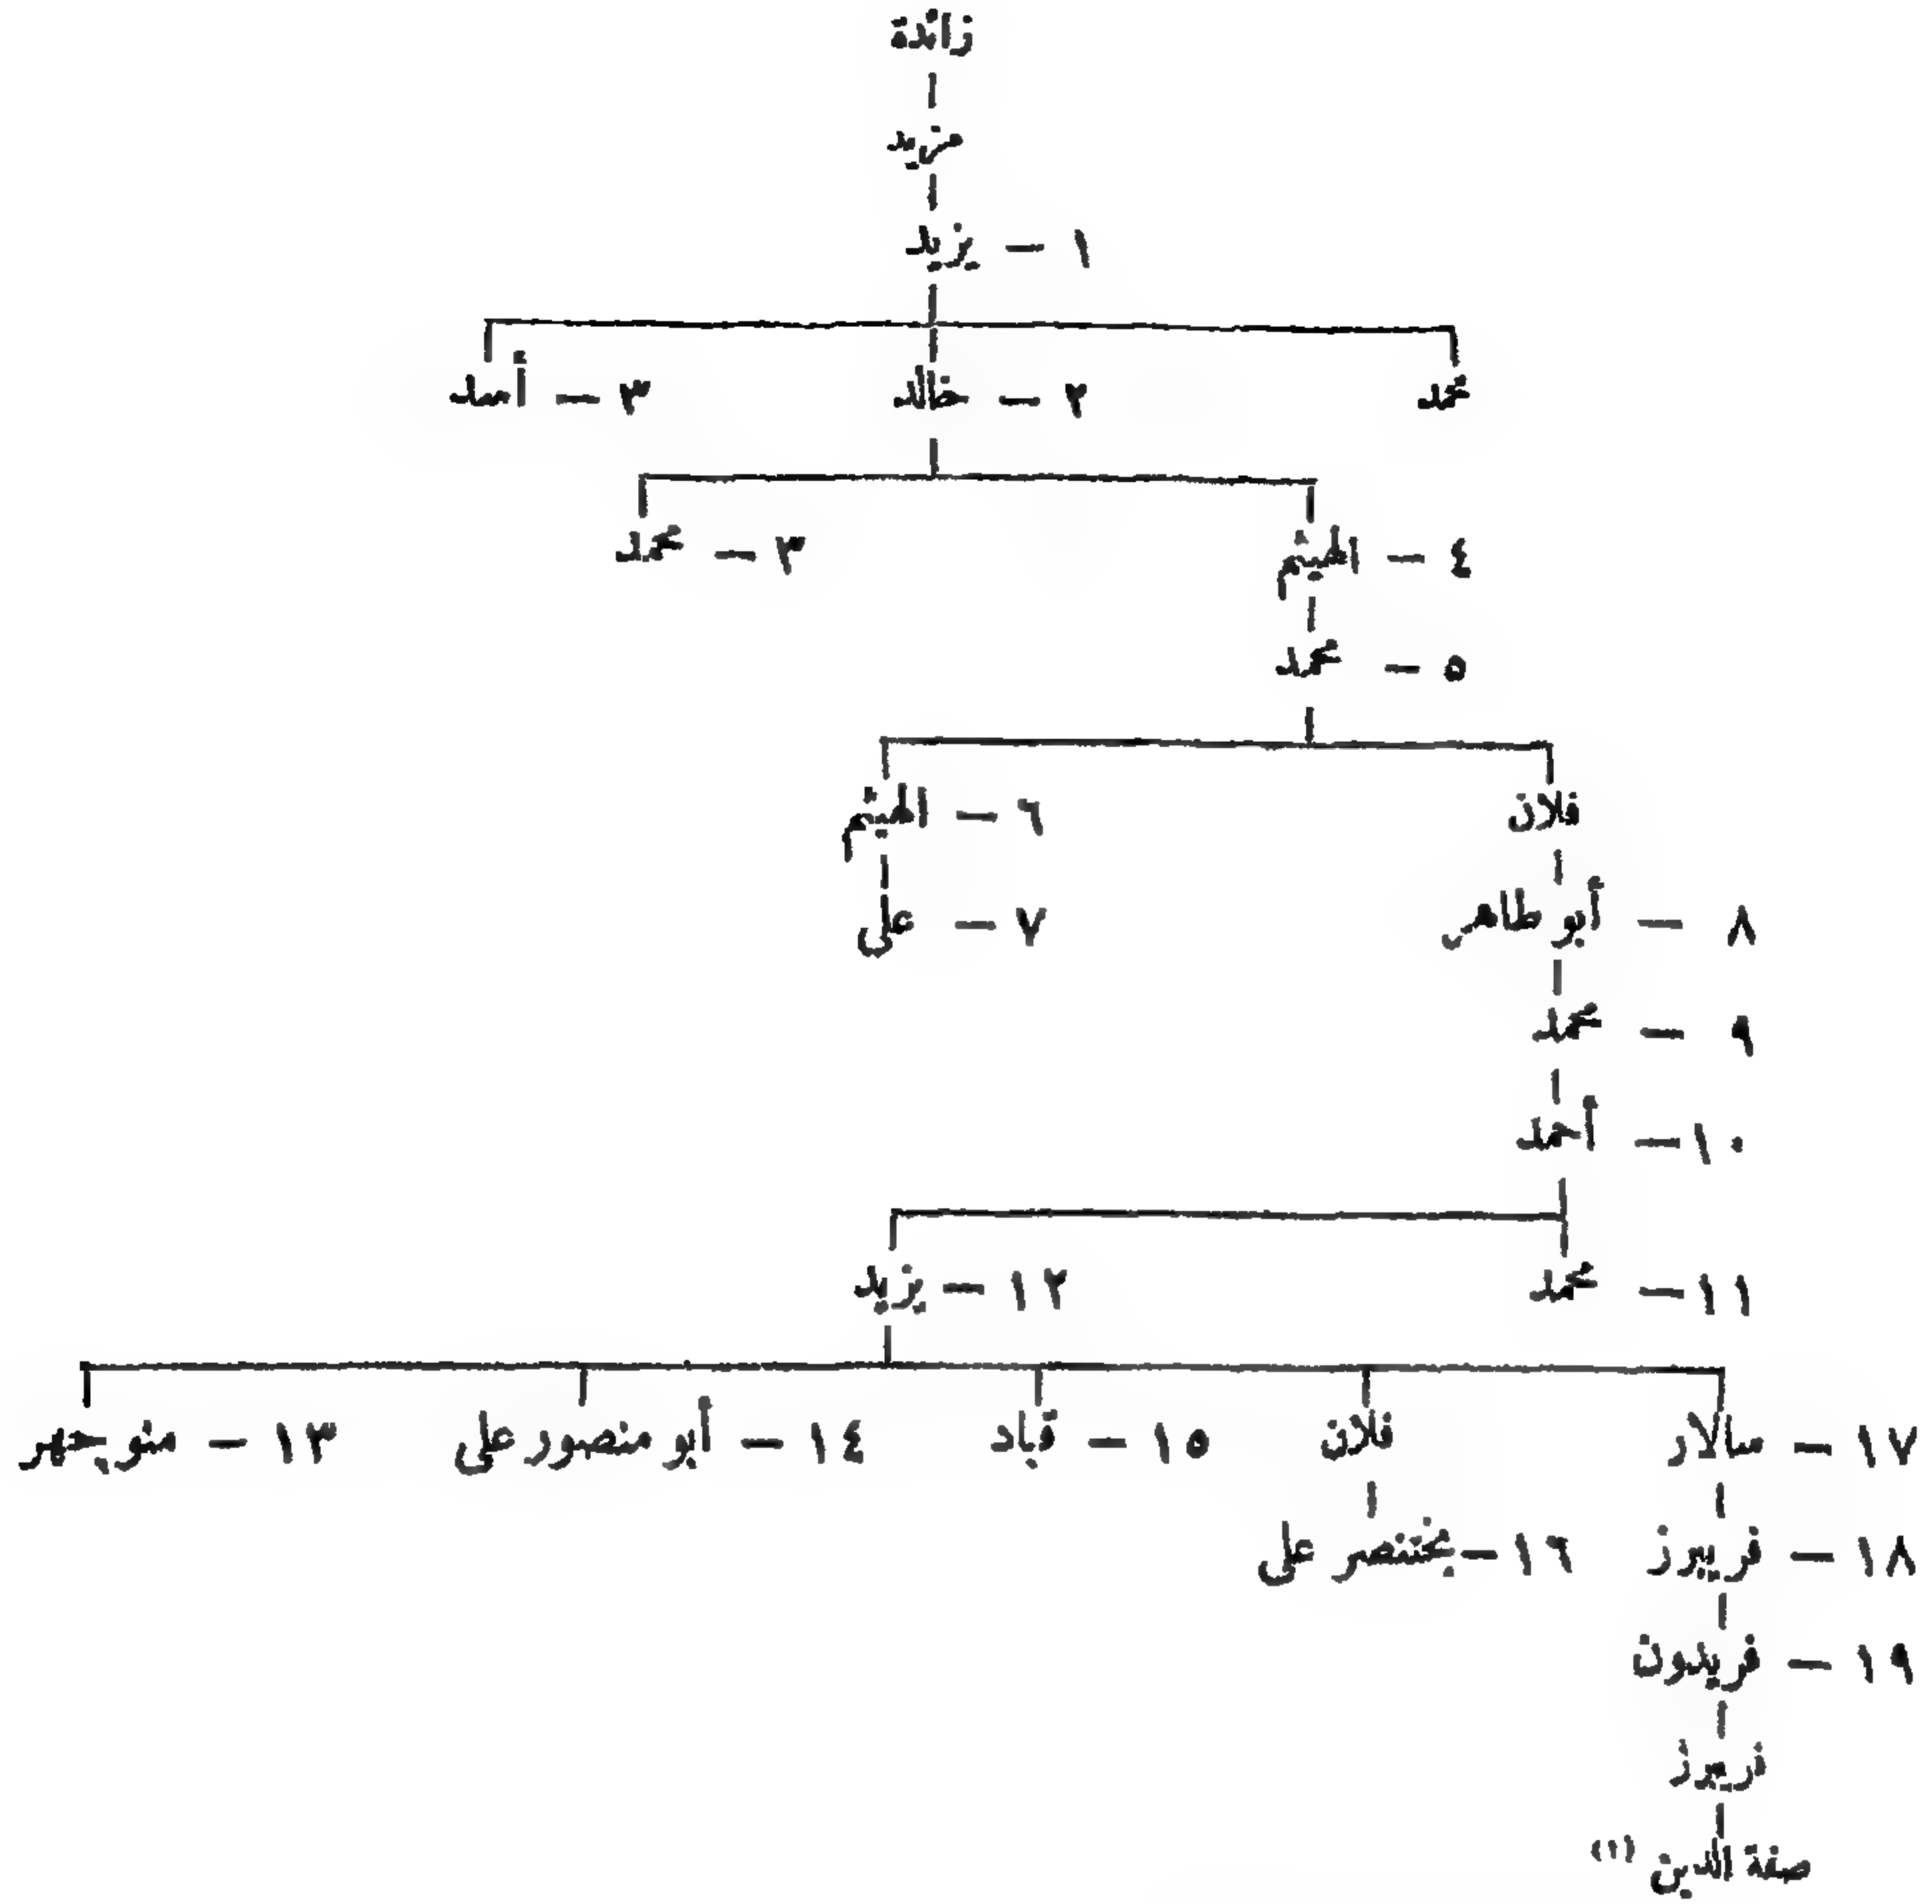 زائدة
مزيد
١ - يزيد
محمد
٢ - خالد
٣ - أسد
٤ - الهيثم
٣ - محمد
٥ - محمد
فلان
٦ - الهيثم
٨ - أبو طاهر
٧ - على
٩ - محمد
١٠ - أحمد
١١ - محمد
١٢ - يزيد
١٧ - سالار
فلان
١٥ - قباد
١٤ - أبو منصور على
١٣ - منوچهر
١٨ - فريبرز
١٦ - بختنصر على
١٩ - فريدون
صفة الدين (١)